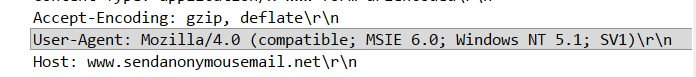 Accept-Encoding: gzip, deflate\r\n
User-Agent: Mozilla/4.0 (compatible; MSIE 6.0; Windows NT 5.1; SV1)\r\n
Host: www.sendanonymousemail.net\r\n